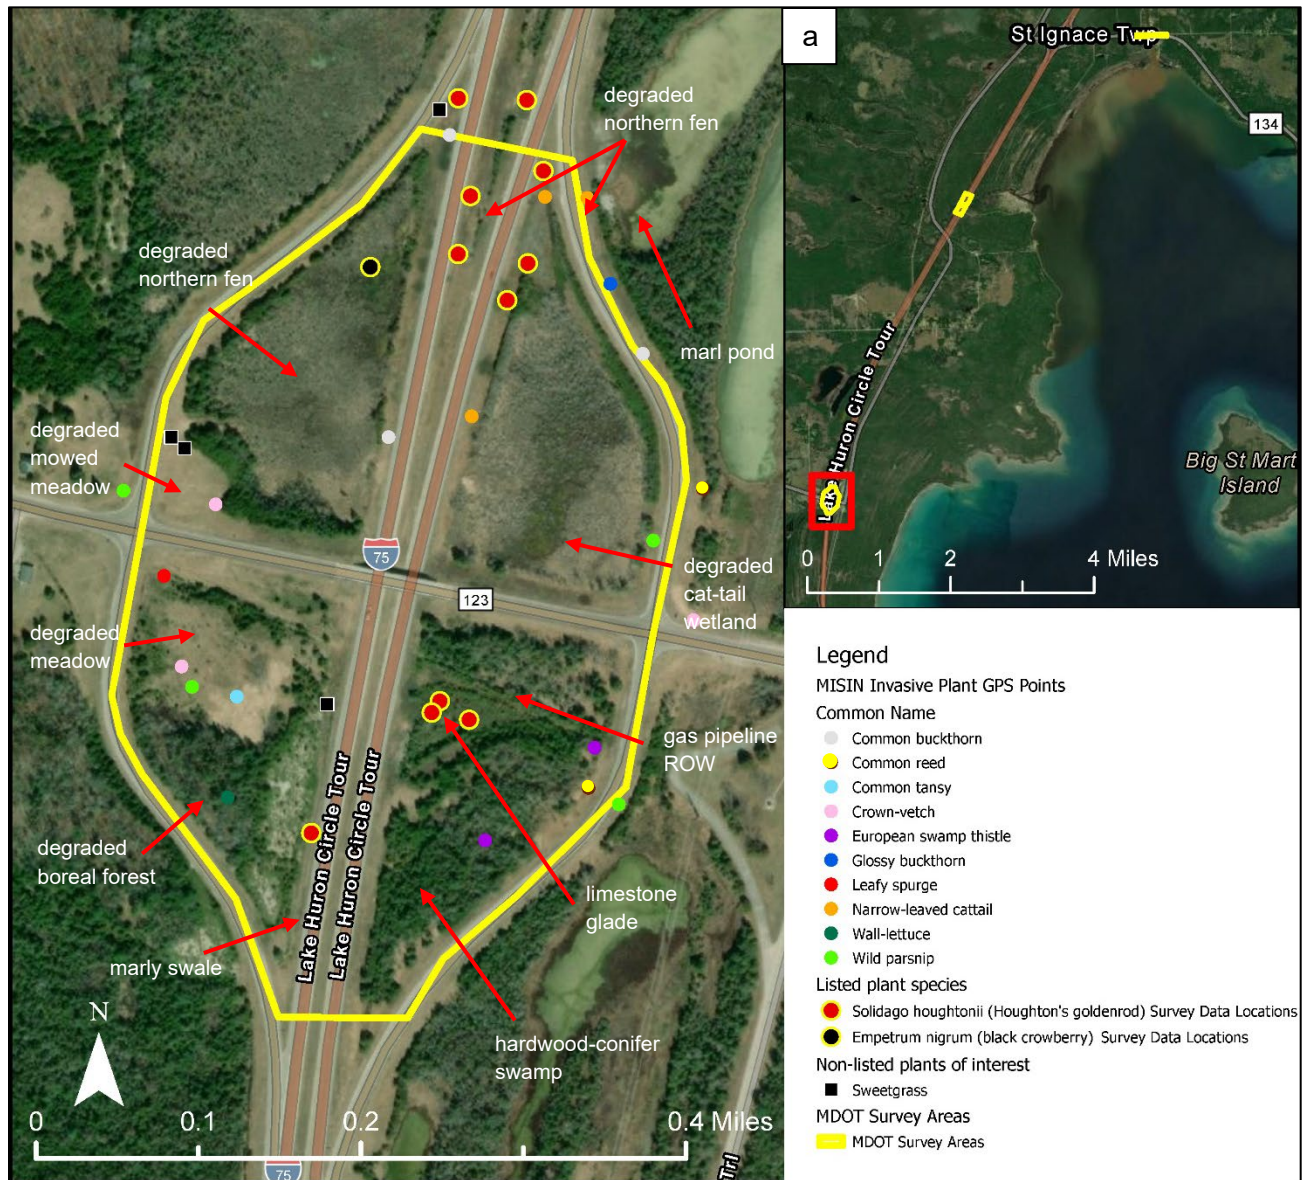 degraded
northern fen
degraded
northern fen
marl pond
degraded
mowed
meadow
75
123
degraded
cat-tail
wetland
degraded
meadow
gas pipeline
ROW
Lake Huron Circle Tour
Lake Huron Circle Tour
degraded
boreal forest
limestone
glade
marly swale
hardwood-conifer
swamp
N
0 0.1 0.2 0.4 Miles
75
Trl
a
St Ignace Twp
134
Lake Huron Circle Tour
Big St Mart
Island
0 1 2 4 Miles
Legend
MISIN Invasive Plant GPS Points
Common Name
Common buckthorn
Common reed
Common tansy
Crown-vetch
European swamp thistle
Glossy buckthorn
Leafy spurge
Narrow-leaved cattail
Wall-lettuce
Wild parsnip
Listed plant species
Solidago houghtonii (Houghton's goldenrod) Survey Data Locations
Empetrum nigrum (black crowberry) Survey Data Locations
Non-listed plants of interest
Sweetgrass
MDOT Survey Areas
MDOT Survey Areas